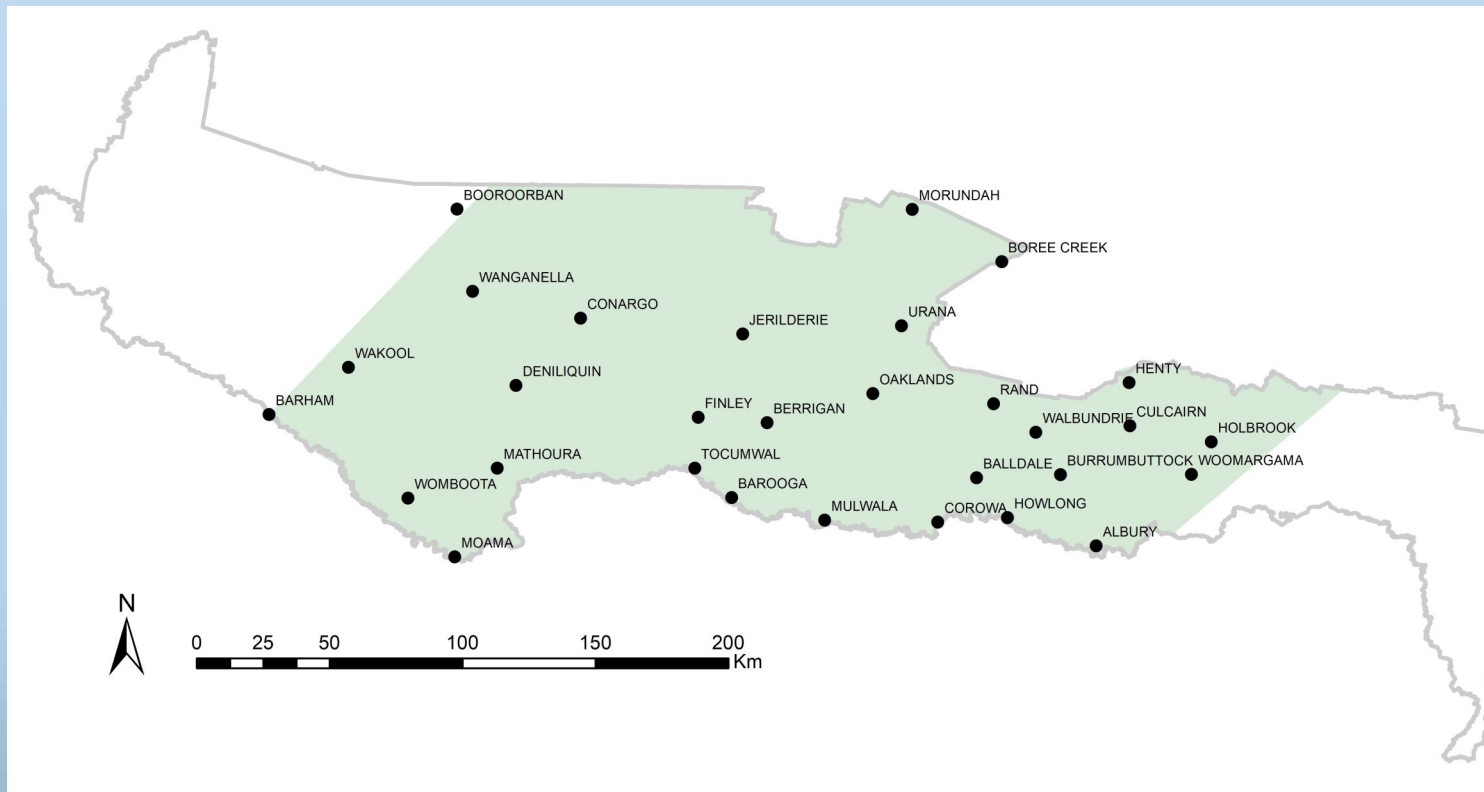 BOOROORBAN
MORUNDAH
BOREE CREEK
WANGANELLA
CONARGO
JERILDERIE
URANA
WAKOOL
DENILIQUIN
OAKLANDS
HENTY
BARHAM
FINLEY
BERRIGAN
RAND
WALBUNDRIE
CULCAIRN
HOLBROOK
MATHOURA
TOCUMWAL
BALLDALE
BURRUMBUTTOCK
WOOMARGAMA
WOMBOOTA
BAROOGA
MULWALA
COROWA
HOWLONG
MOAMA
ALBURY
N
0 25 50 100 150 200
Km